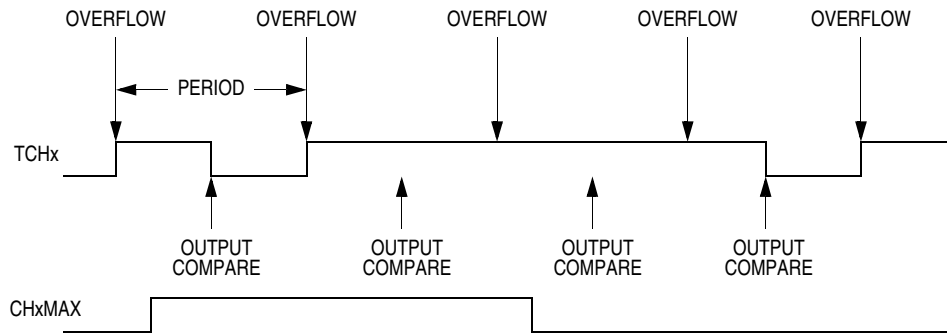 OVERFLOW OVERFLOW OVERFLOW OVERFLOW OVERFLOW
PERIOD
TCHx
OUTPUT COMPARE
OUTPUT COMPARE
OUTPUT COMPARE
OUTPUT COMPARE
CHxMAX